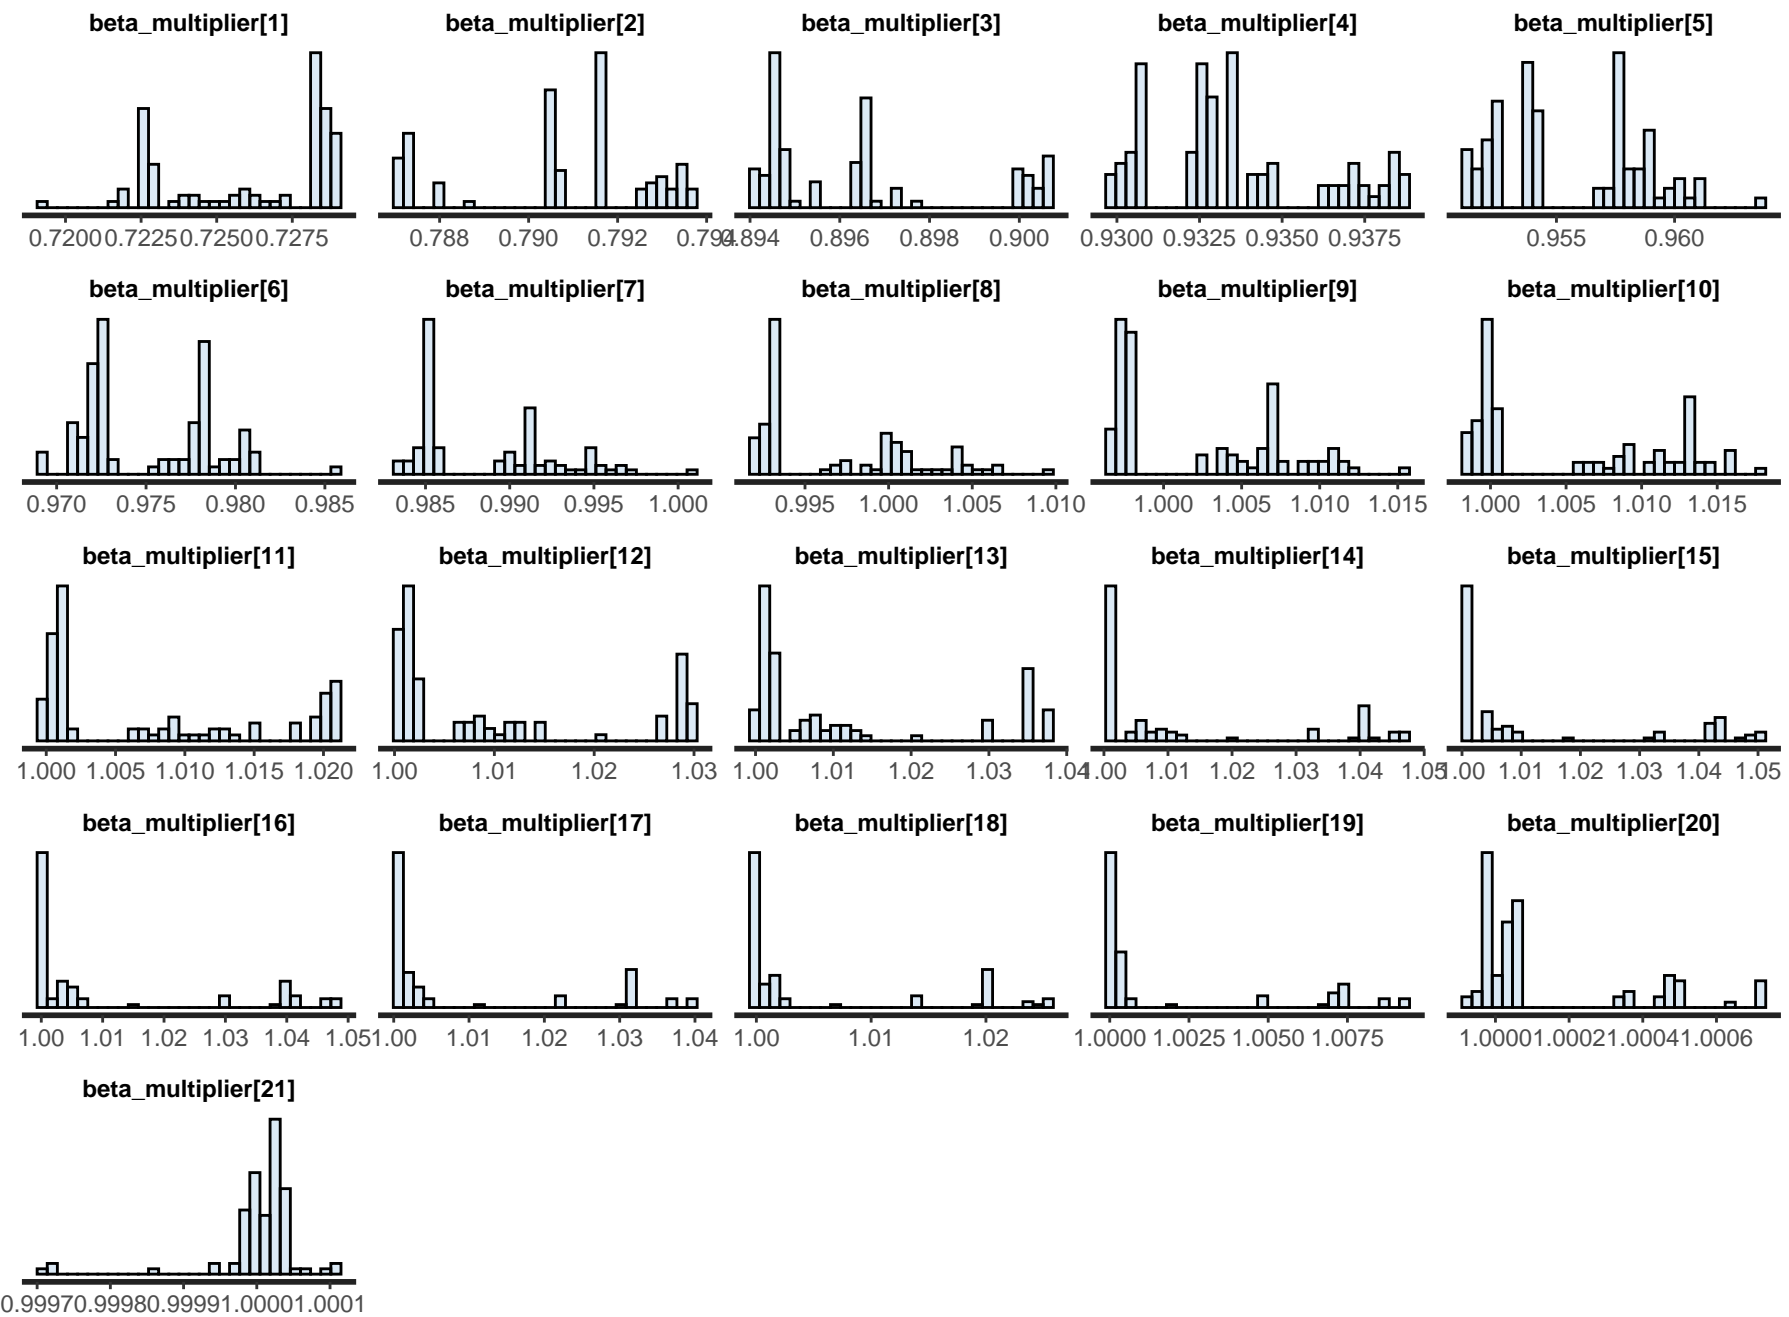 beta_multiplier[1] beta_multiplier[2] beta_multiplier[3] beta_multiplier[4] beta_multiplier[5]
0.7200 0.7225 0.7250 0.7275 0.788 0.790 0.792 0.794 0.894 0.896 0.898 0.900 0.9300 0.9325 0.9350 0.9375 0.955 0.960
beta_multiplier[6] beta_multiplier[7] beta_multiplier[8] beta_multiplier[9] beta_multiplier[10]
0.970 0.975 0.980 0.985 0.985 0.990 0.995 1.000 0.995 1.000 1.005 1.010 1.000 1.005 1.010 1.015 1.000 1.005 1.010 1.015
beta_multiplier[11] beta_multiplier[12] beta_multiplier[13] beta_multiplier[14] beta_multiplier[15]
1.000 1.005 1.010 1.015 1.020 1.00 1.01 1.02 1.03 1.00 1.01 1.02 1.03 1.04 1.00 1.01 1.02 1.03 1.04 1.05 1.00 1.01 1.02 1.03 1.04 1.05
beta_multiplier[16] beta_multiplier[17] beta_multiplier[18] beta_multiplier[19] beta_multiplier[20]
1.00 1.01 1.02 1.03 1.04 1.05 1.00 1.01 1.02 1.03 1.04 1.00 1.01 1.02 1.0000 1.0025 1.0050 1.0075 1.0000 1.0002 1.0004 1.0006
beta_multiplier[21]
0.9997 0.9998 0.9999 1.0000 1.0001